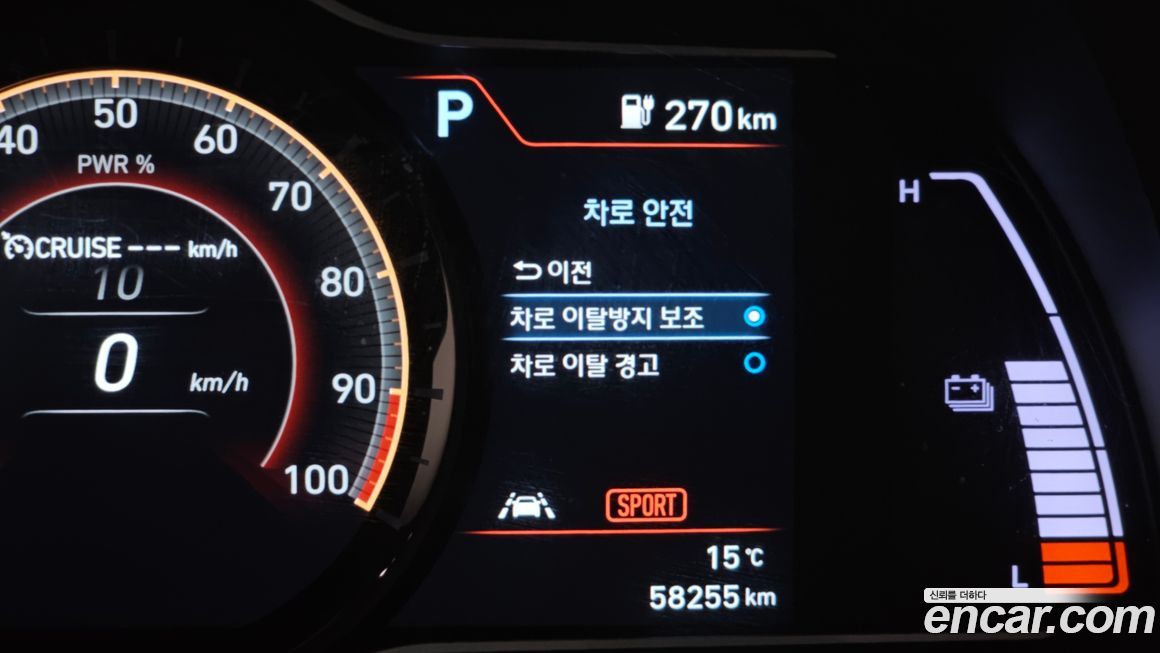 40
50
60
70
80
90
100
PWR %
CRUISE --- km/h
10
0
km/h
P
270 km
차로 안전
이전
차로 이탈방지 보조
차로 이탈 경고
SPORT
15 ℃
58255 km
H
- +
L
신뢰를 더하다
encar.com